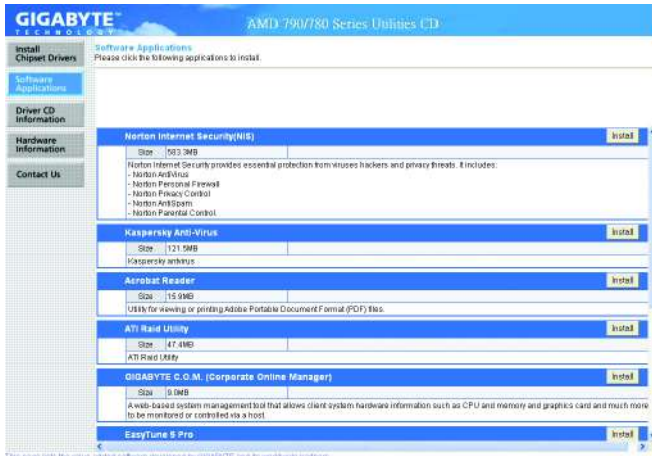 GIGABYTE™
TECHNOLOGY
AMD 790/780 Series Utilities CD
Install
Chipset Drivers
Software
Applications
Driver CD
Information
Hardware
Information
Contact Us
Software Applications
Please click the following applications to install.
Norton Internet Security(NIS)
Install
Size 583.3MB
Norton Internet Security provides essential protection from viruses hackers and privacy threats. It includes:
- Norton AntiVirus
- Norton Personal Firewall
- Norton Privacy Control
- Norton AntiSpam
- Norton Parental Control
Kaspersky Anti-Virus
Install
Size 121.5MB
Kaspersky antivirus
Acrobat Reader
Install
Size 15.9MB
Utility for viewing or printing Adobe Portable Document Format (PDF) files.
ATI Raid Utility
Install
Size 47.4MB
ATI Raid Utility
GIGABYTE C.O.M. (Corporate Online Manager)
Install
Size 9.0MB
A web-based system management tool that allows client system hardware information such as CPU and memory and graphics card and much more
to be monitored or controlled via a host.
EasyTune 5 Pro
Install